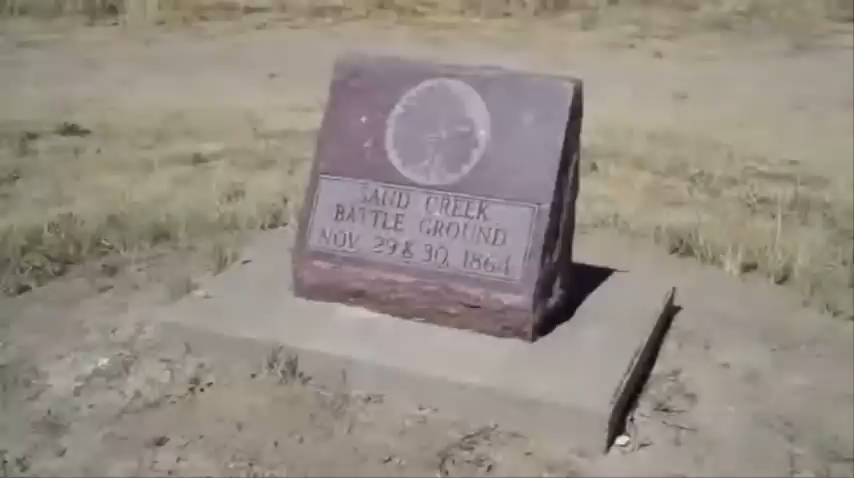 SAND CREEK
BATTLE GROUND
NOV. 29 & 30, 1864